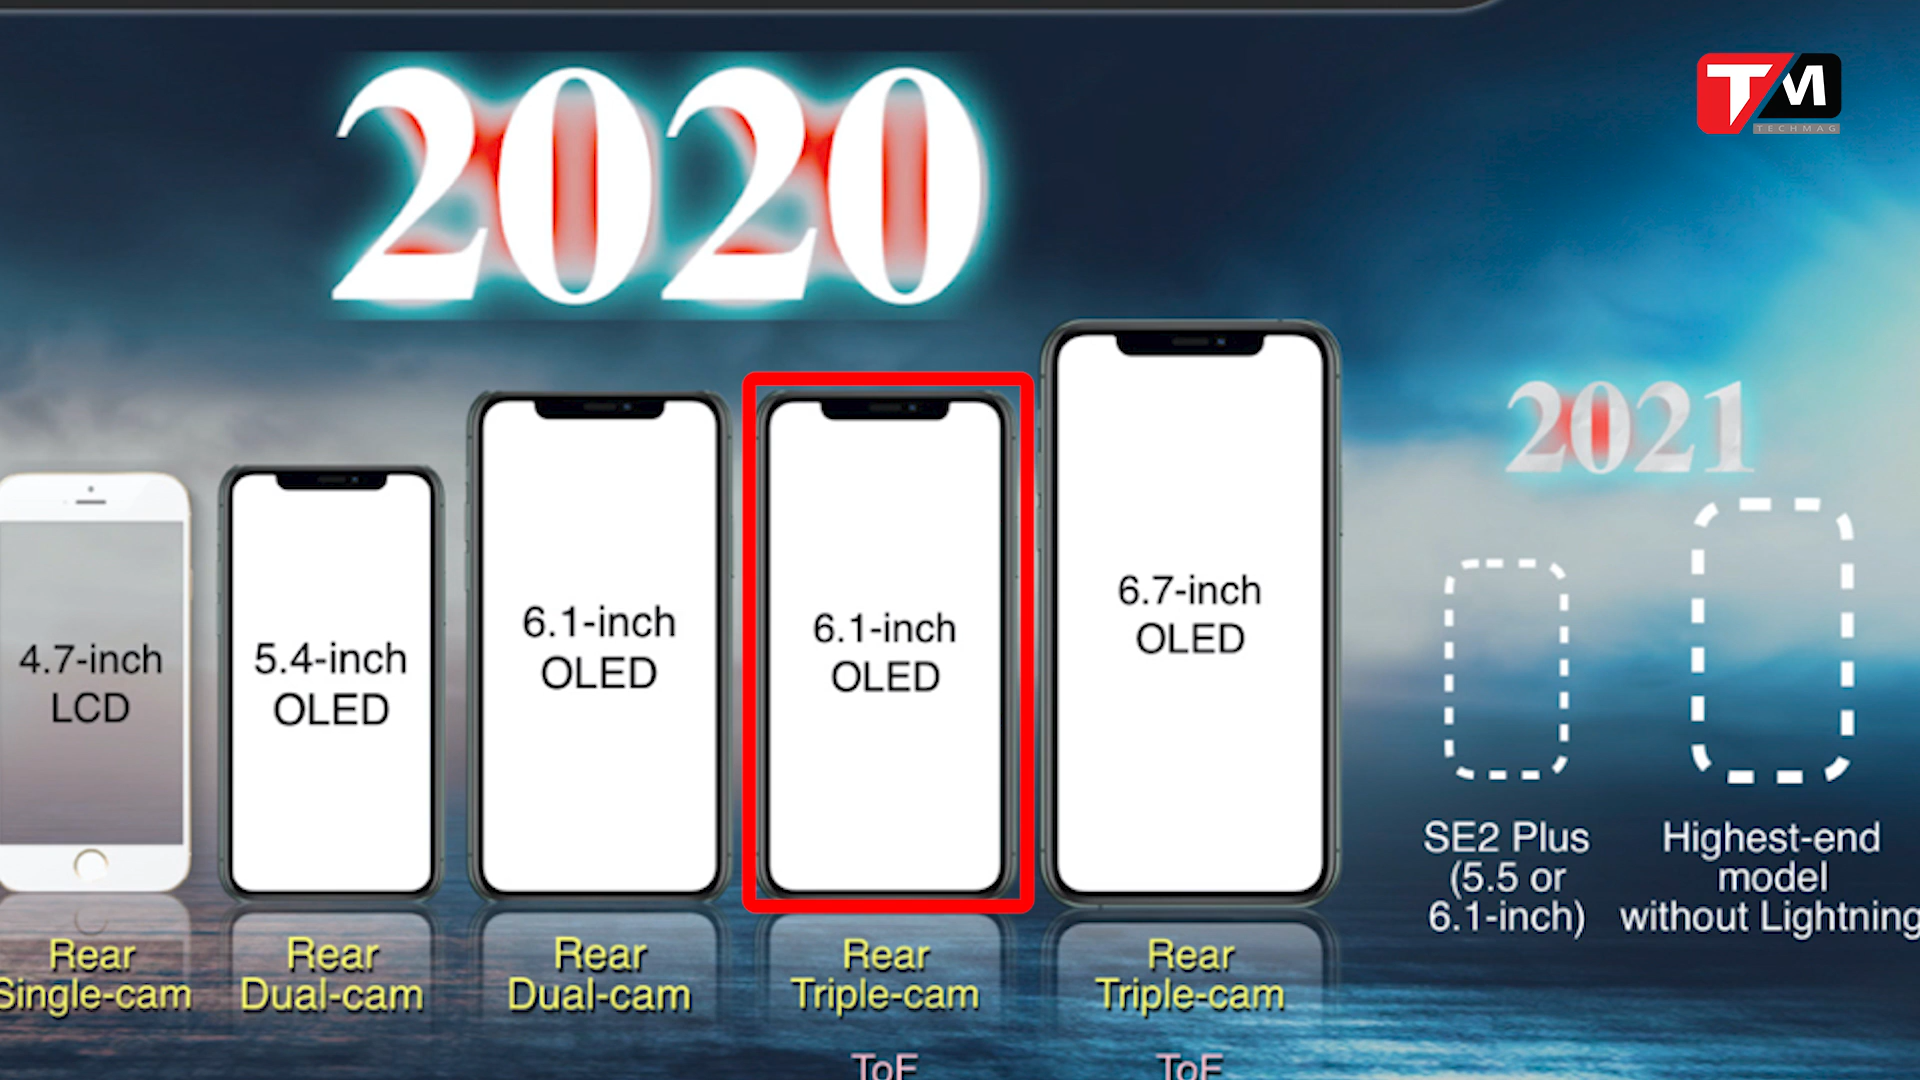 2020
TM
TECHMAG
2021
4.7-inch
LCD
5.4-inch
OLED
6.1-inch
OLED
6.1-inch
OLED
6.7-inch
OLED
SE2 Plus
(5.5 or
6.1-inch)
Highest-end
model
without Lightning
Rear
Single-cam
Rear
Dual-cam
Rear
Dual-cam
Rear
Triple-cam
ToF
Rear
Triple-cam
ToF